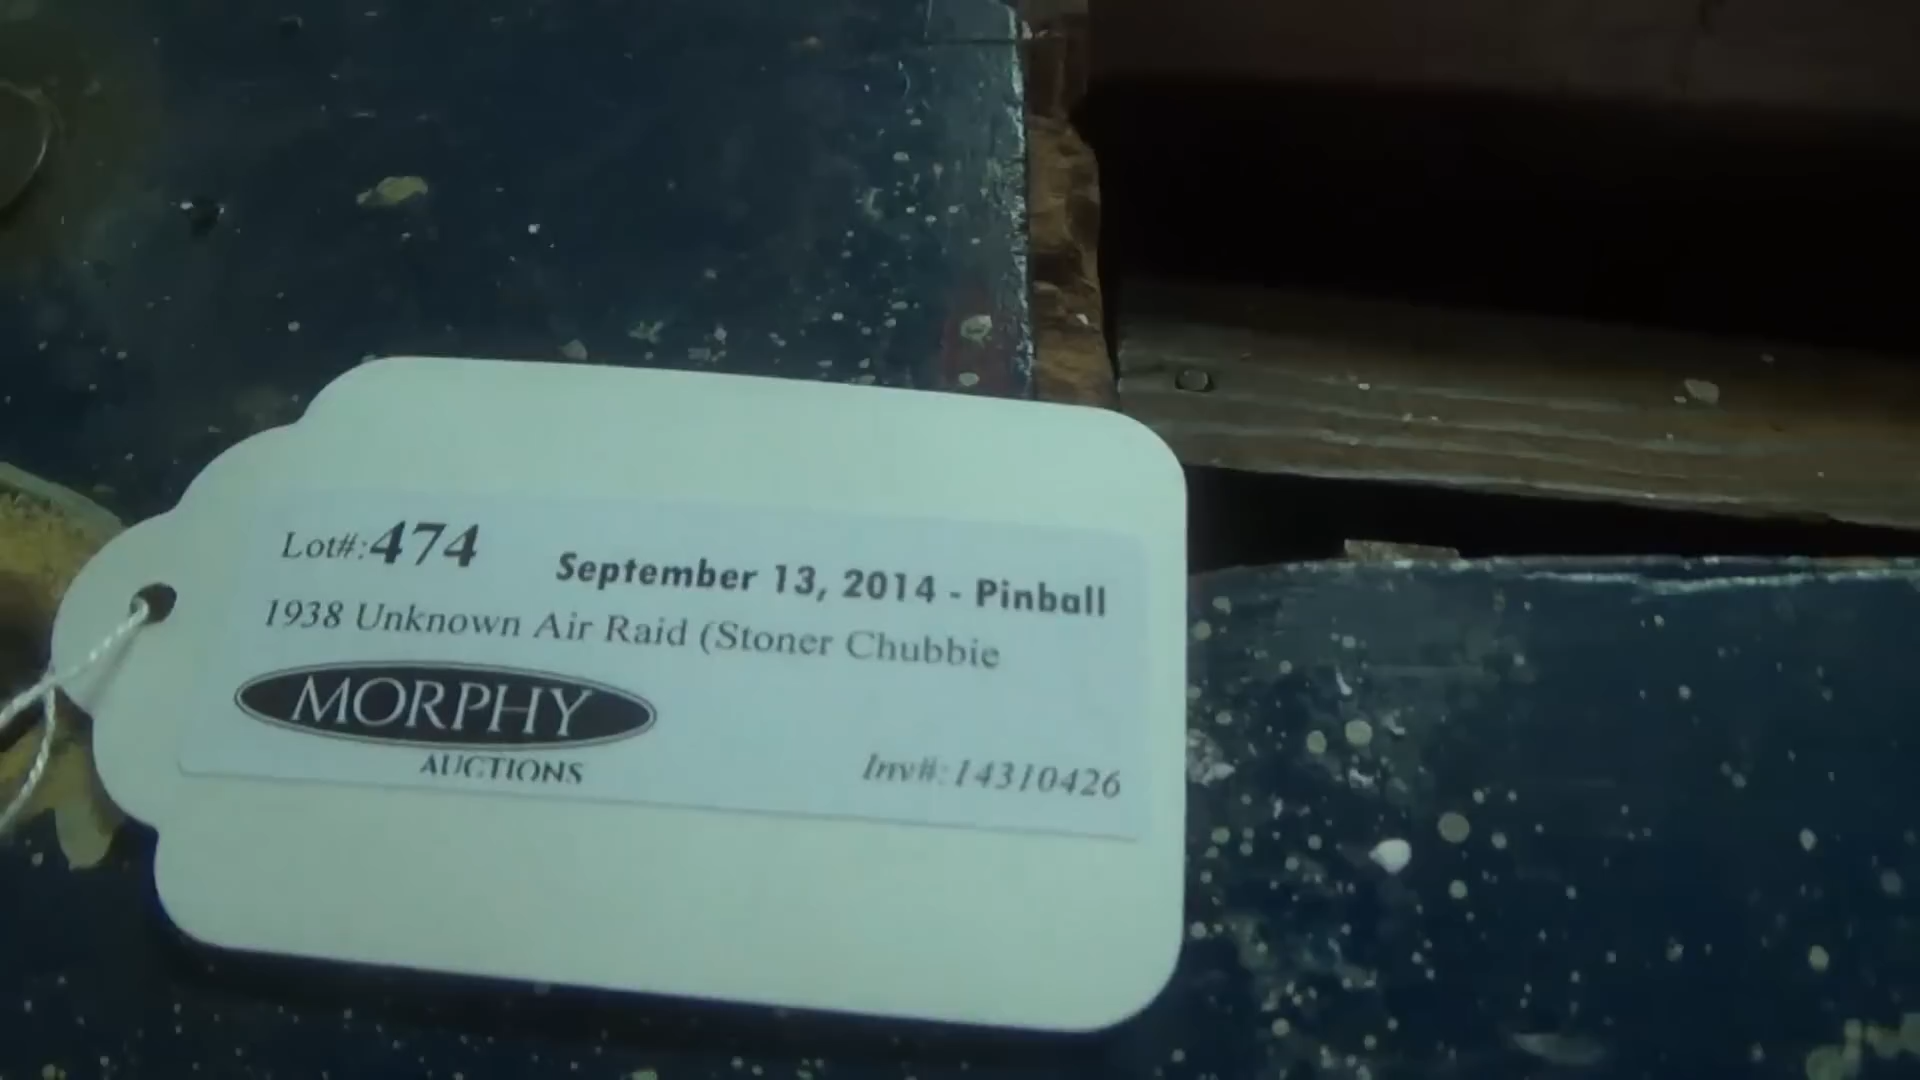 Lot#:474 September 13, 2014 - Pinball
1938 Unknown Air Raid (Stoner Chubbie
MORPHY
AUCTIONS
Inv#:14310426